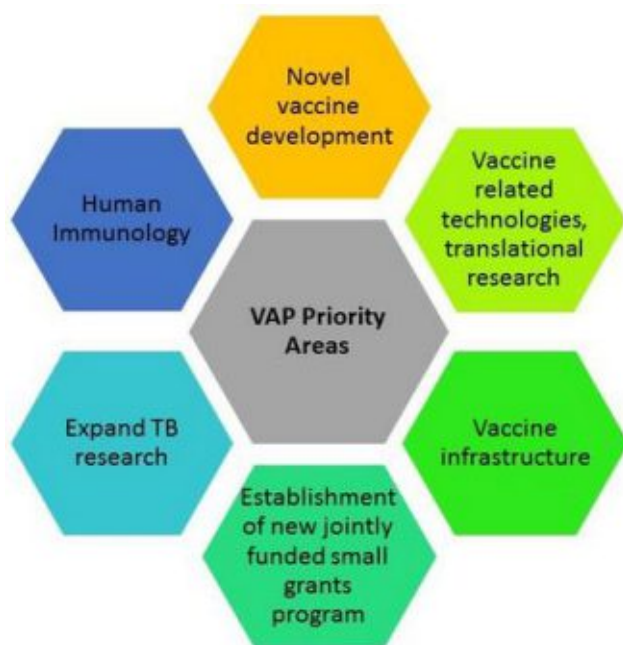 Novel
vaccine
development
Vaccine
related
technologies,
translational
research
Human
Immunology
VAP Priority
Areas
Expand TB
research
Vaccine
infrastructure
Establishment
of new jointly
funded small
grants
program